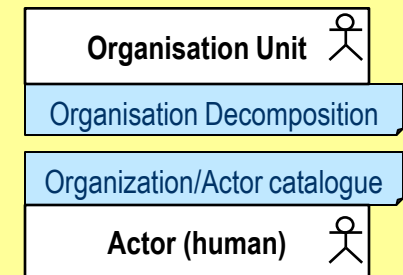 Organisation Unit
Organisation Decomposition
Organization/Actor catalogue
Actor (human)